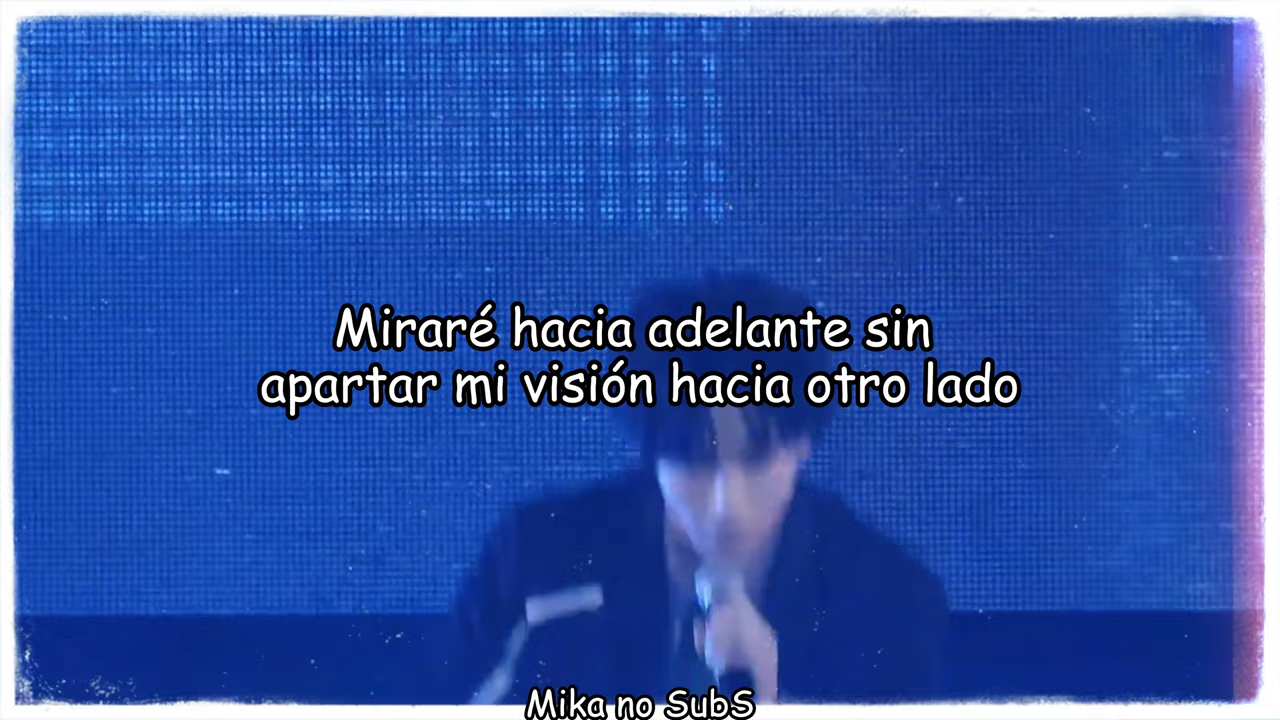 Miraré hacia adelante sin
apartar mi visión hacia otro lado
Mika no SubS